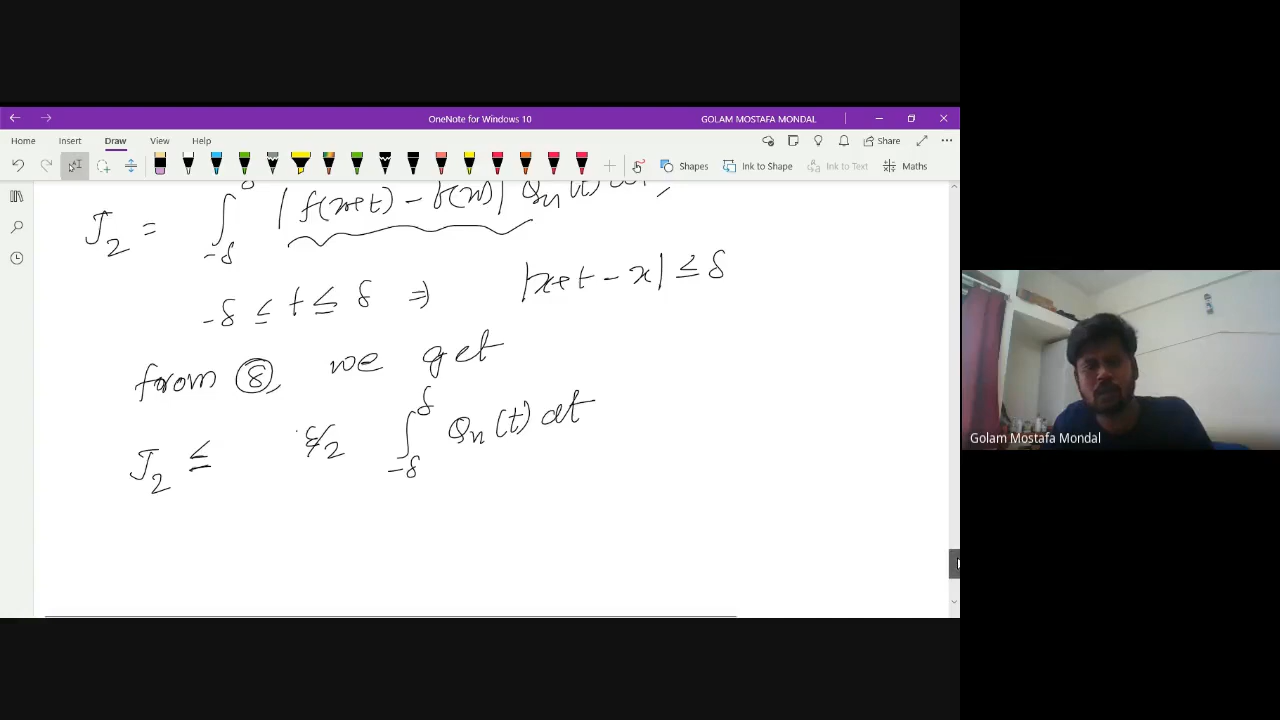 OneNote for Windows 10 GOLAM MOSTAFA MONDAL
Home Insert Draw View Help Share
Shapes Ink to Shape Ink to Text Maths
J₂ = ∫_{-δ}^{δ} |f(x+t) - f(x)| Qₙ(t) dt,
-δ ≤ t ≤ δ ⇒ |x+t - x| ≤ δ
from ⑧, we get
J₂ ≤ ε/2 ∫_{-δ}^{δ} Qₙ(t) dt
Golam Mostafa Mondal